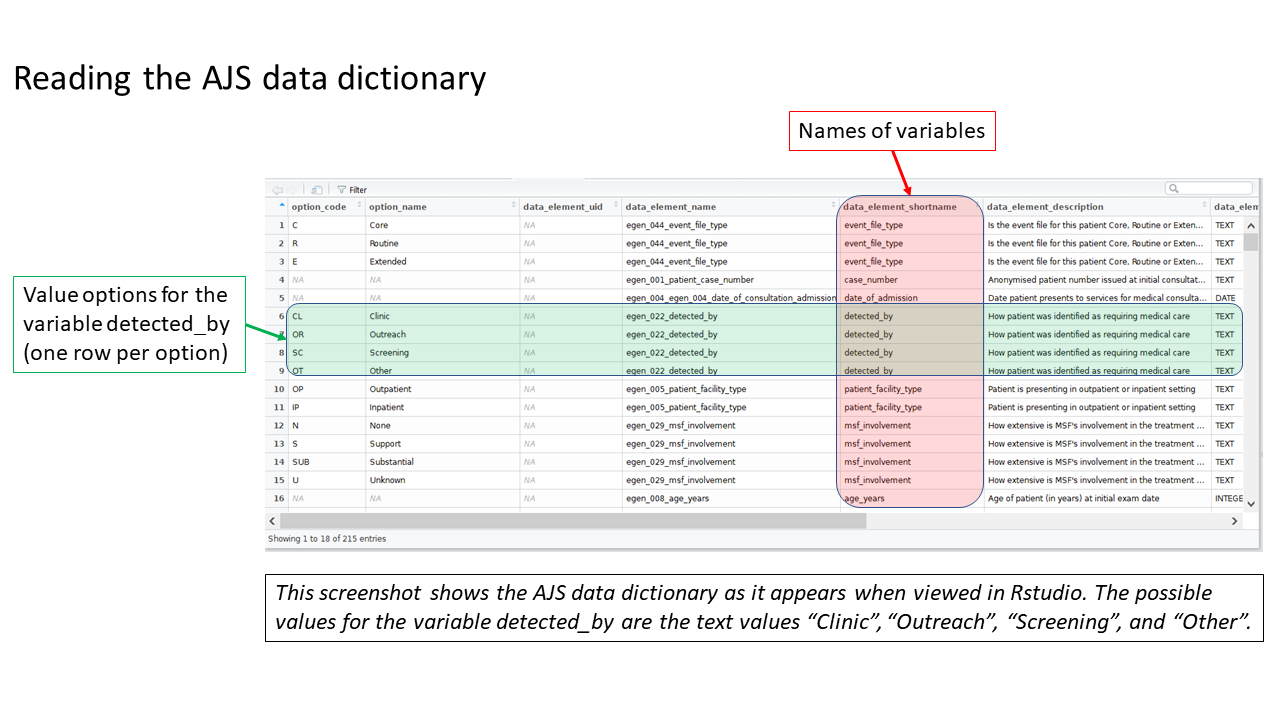 Reading the AJS data dictionary
Names of variables
Filter
option_code option_name data_element_uid data_element_name data_element_shortname data_element_description data_elem
1 C Core NA egen_044_event_file_type event_file_type Is the event file for this patient Core, Routine or Exten... TEXT
2 R Routine NA egen_044_event_file_type event_file_type Is the event file for this patient Core, Routine or Exten... TEXT
3 E Extended NA egen_044_event_file_type event_file_type Is the event file for this patient Core, Routine or Exten... TEXT
4 NA NA NA egen_001_patient_case_number case_number Anonymised patient number issued at initial consultat... TEXT
5 NA NA NA egen_004_egen_004_date_of_consultation_admission date_of_admission Date patient presents to services for medical consulta... DATE
6 CL Clinic NA egen_022_detected_by detected_by How patient was identified as requiring medical care TEXT
7 OR Outreach NA egen_022_detected_by detected_by How patient was identified as requiring medical care TEXT
8 SC Screening NA egen_022_detected_by detected_by How patient was identified as requiring medical care TEXT
9 OT Other NA egen_022_detected_by detected_by How patient was identified as requiring medical care TEXT
10 OP Outpatient NA egen_005_patient_facility_type patient_facility_type Patient is presenting in outpatient or inpatient setting TEXT
11 IP Inpatient NA egen_005_patient_facility_type patient_facility_type Patient is presenting in outpatient or inpatient setting TEXT
12 N None NA egen_029_msf_involvement msf_involvement How extensive is MSF's involvement in the treatment ... TEXT
13 S Support NA egen_029_msf_involvement msf_involvement How extensive is MSF's involvement in the treatment ... TEXT
14 SUB Substantial NA egen_029_msf_involvement msf_involvement How extensive is MSF's involvement in the treatment ... TEXT
15 U Unknown NA egen_029_msf_involvement msf_involvement How extensive is MSF's involvement in the treatment ... TEXT
16 NA NA NA egen_008_age_years age_years Age of patient (in years) at initial exam date INTEGE
Showing 1 to 18 of 215 entries
Value options for the
variable detected_by
(one row per option)
This screenshot shows the AJS data dictionary as it appears when viewed in Rstudio. The possible
values for the variable detected_by are the text values “Clinic”, “Outreach”, “Screening”, and “Other”.